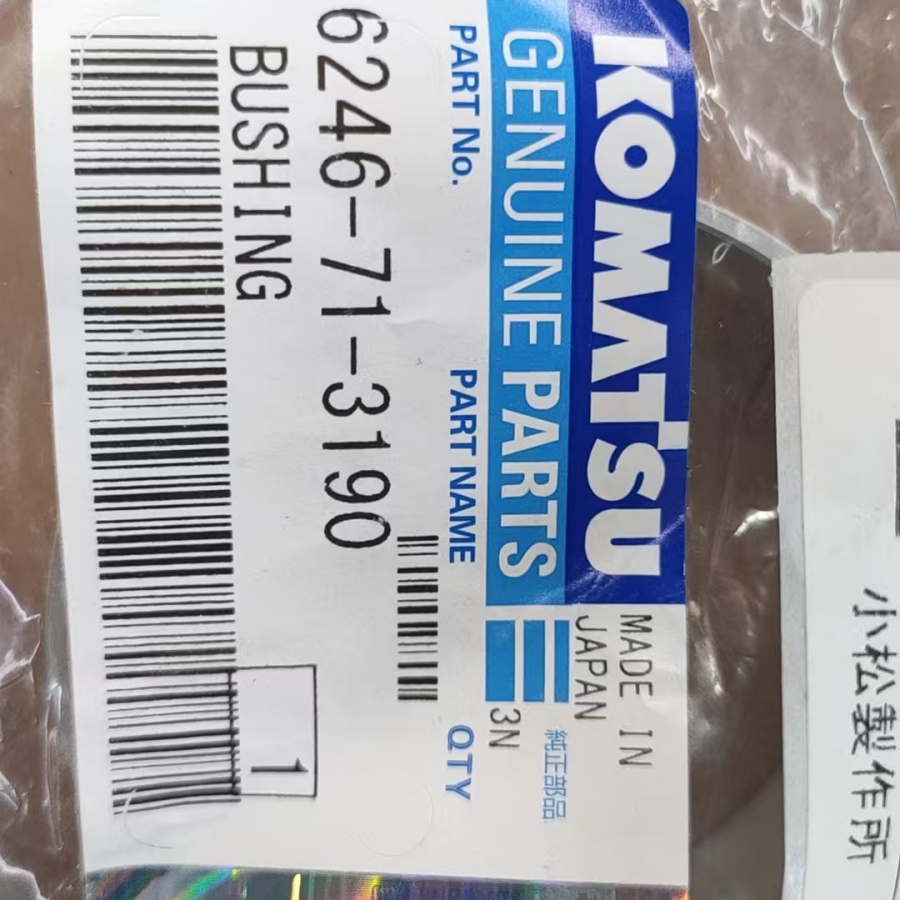 KOMATSU
MADE IN
JAPAN
GENUINE PARTS
純正部品
3N
PART No.
PART NAME
QTY
6246-71-3190
BUSHING
1
小松製作所